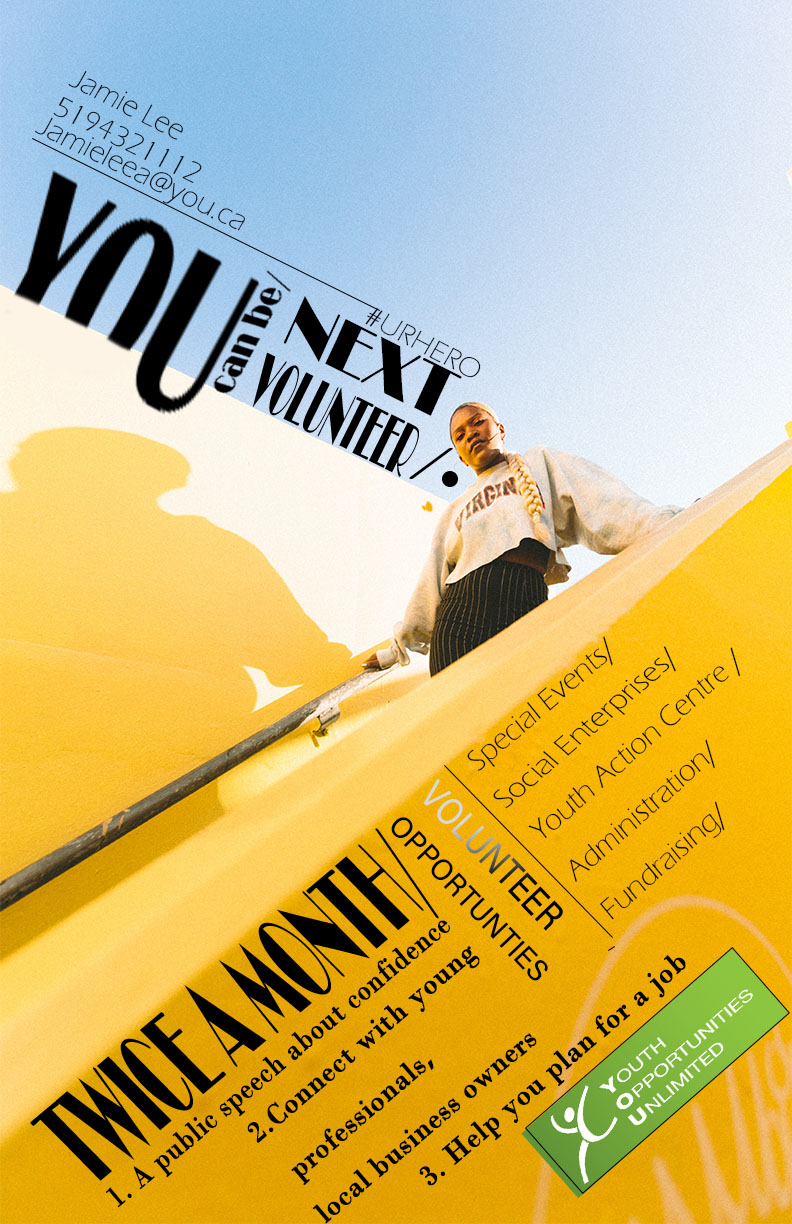 Jamie Lee
5194321112
Jamieleea@you.ca
YOU
can be/
#URHERO
NEXT
VOLUNTEER/.
VIRGIN
Special Events/
Social Enterprises/
Youth Action Centre /
Administration/
Fundraising/
VOLUNTEER
OPPORTUNTIES
TWICE A MONTH/
1. A public speech about confidence
2.Connect with young
professionals,
local business owners
3. Help you plan for a job
YOUTH
OPPORTUNITIES
UNLIMITED